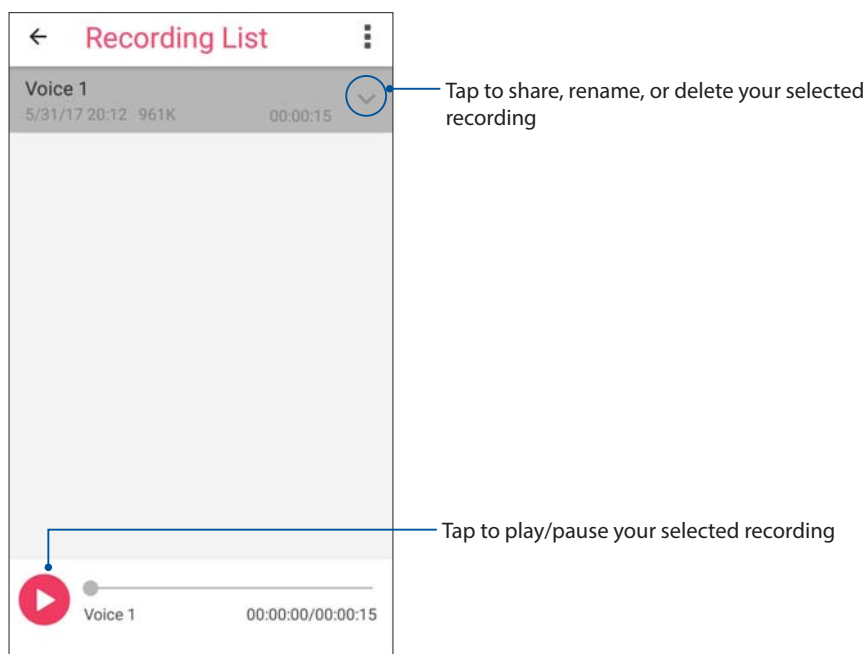 Recording List
Voice 1
5/31/17 20:12 961K 00:00:15
Tap to share, rename, or delete your selected
recording
Tap to play/pause your selected recording
Voice 1 00:00:00/00:00:15